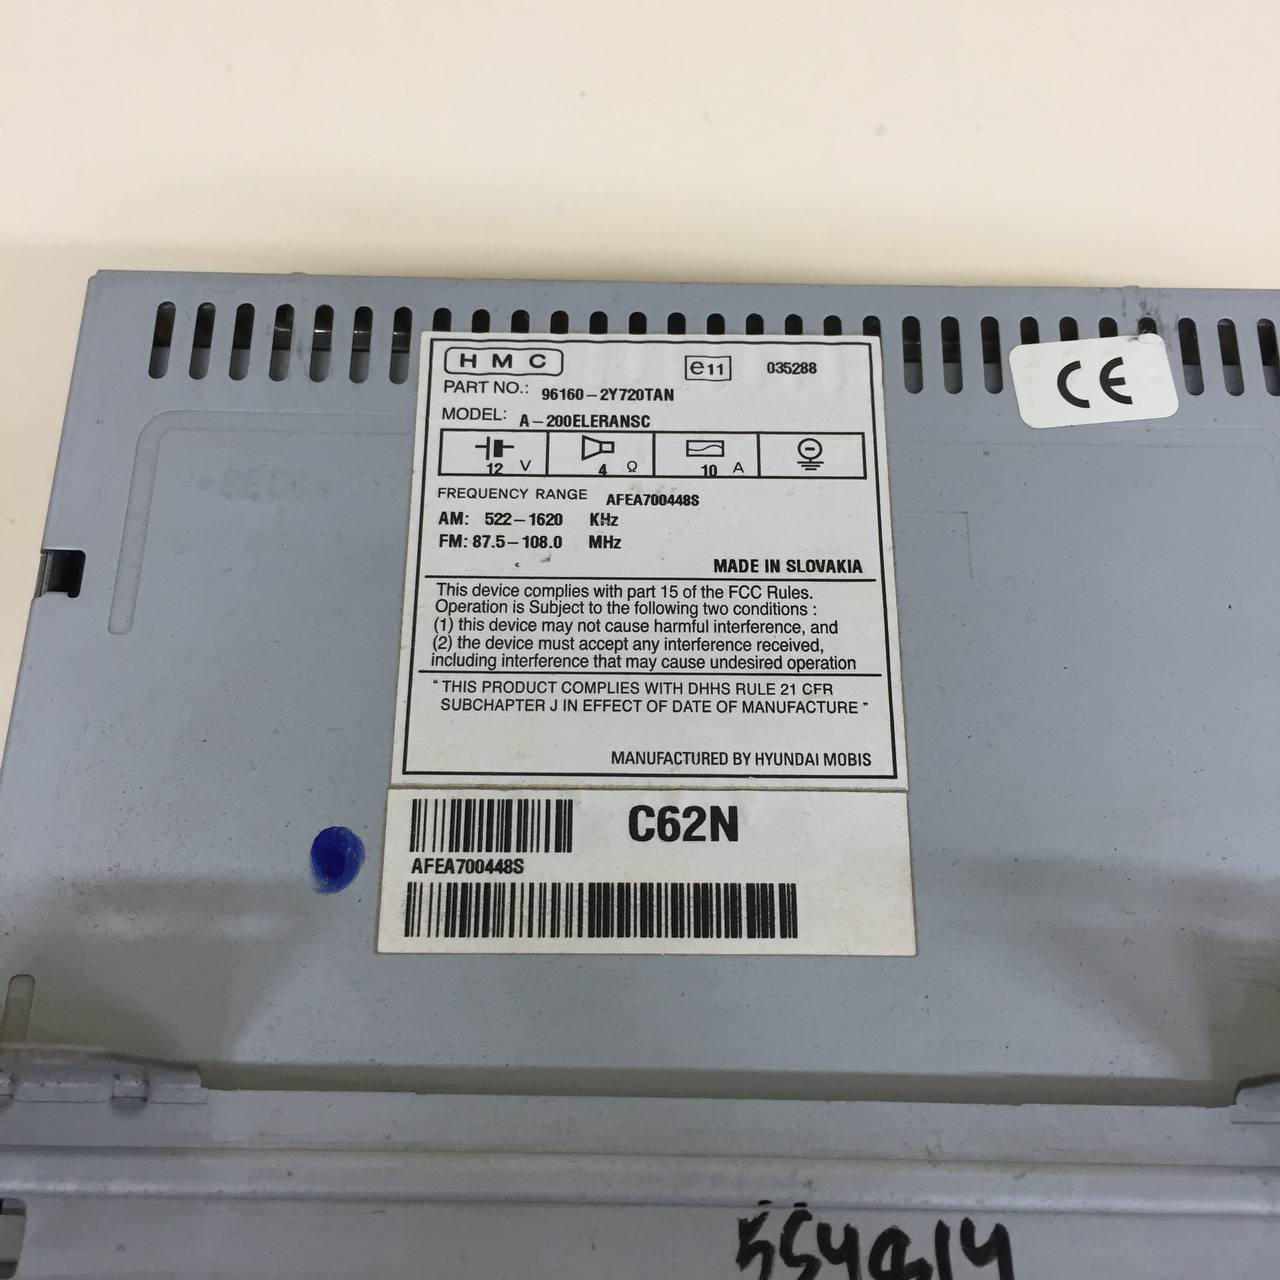 HMC e11 035288
PART NO.: 96160-2Y720TAN
MODEL: A-200ELERANSC
12 V 4 Ω 10 A
FREQUENCY RANGE AFEA700448S
AM: 522-1620 KHz
FM: 87.5-108.0 MHz
MADE IN SLOVAKIA
This device complies with part 15 of the FCC Rules.
Operation is Subject to the following two conditions :
(1) this device may not cause harmful interference, and
(2) the device must accept any interference received,
including interference that may cause undesired operation
" THIS PRODUCT COMPLIES WITH DHHS RULE 21 CFR
SUBCHAPTER J IN EFFECT OF DATE OF MANUFACTURE "
MANUFACTURED BY HYUNDAI MOBIS
C62N
AFEA700448S
CE